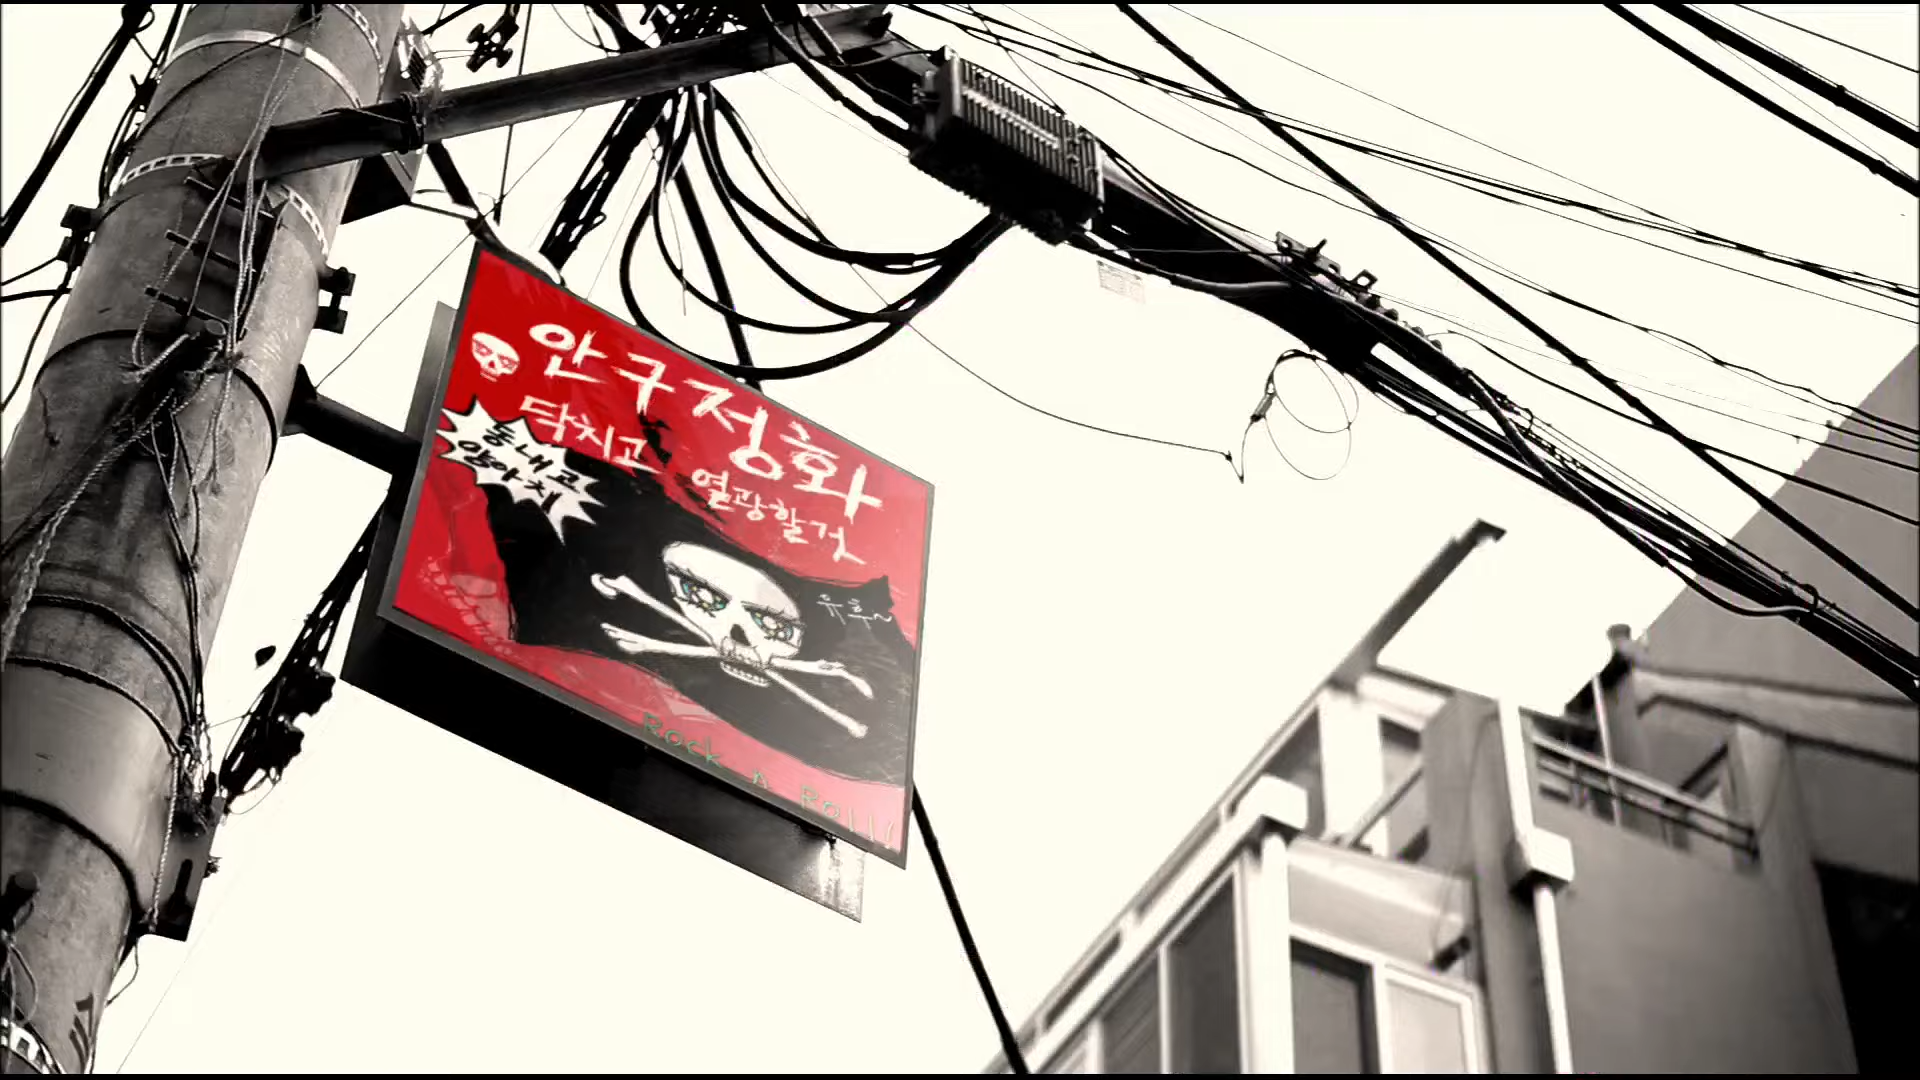 안구정화
닥치고
열광할것
동내고
양아치
유후~
Rock n Roll!